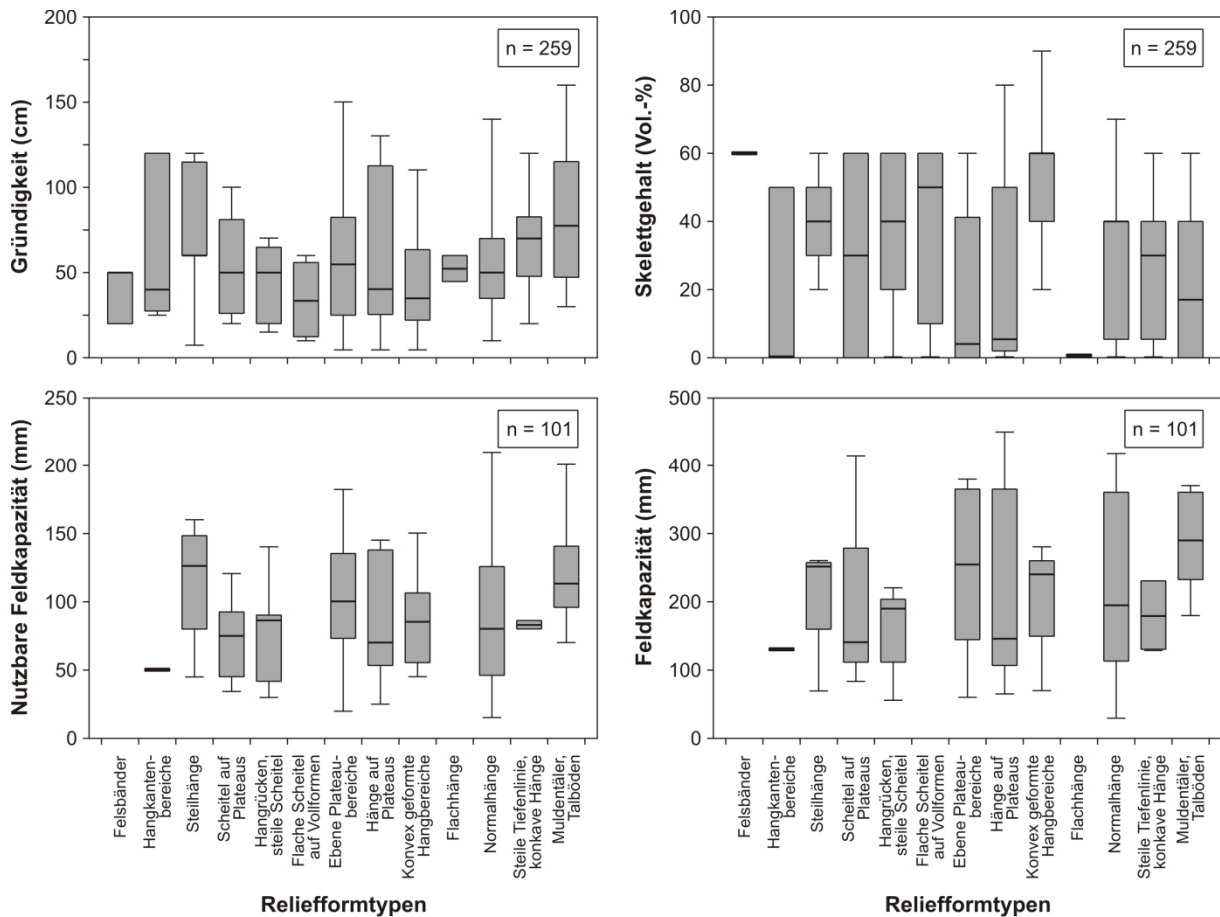 Gründigkeit (cm)
200
150
100
50
0
n = 259
Skelettgehalt (Vol.-%)
100
80
60
40
20
0
n = 259
Nutzbare Feldkapazität (mm)
250
200
150
100
50
0
n = 101
Feldkapazität (mm)
500
400
300
200
100
0
n = 101
Felsbänder
Hangkanten-
bereiche
Steilhänge
Scheitel auf
Plateaus
Hangrücken,
steile Scheitel
Flache Scheitel
auf Vollformen
Ebene Plateau-
bereiche
Hänge auf
Plateaus
Konvex geformte
Hangbereiche
Flachhänge
Normalhänge
Steile Tiefenlinie,
konkave Hänge
Muldentäler,
Talböden
Reliefformtypen
Felsbänder
Hangkanten-
bereiche
Steilhänge
Scheitel auf
Plateaus
Hangrücken,
steile Scheitel
Flache Scheitel
auf Vollformen
Ebene Plateau-
bereiche
Hänge auf
Plateaus
Konvex geformte
Hangbereiche
Flachhänge
Normalhänge
Steile Tiefenlinie,
konkave Hänge
Muldentäler,
Talböden
Reliefformtypen